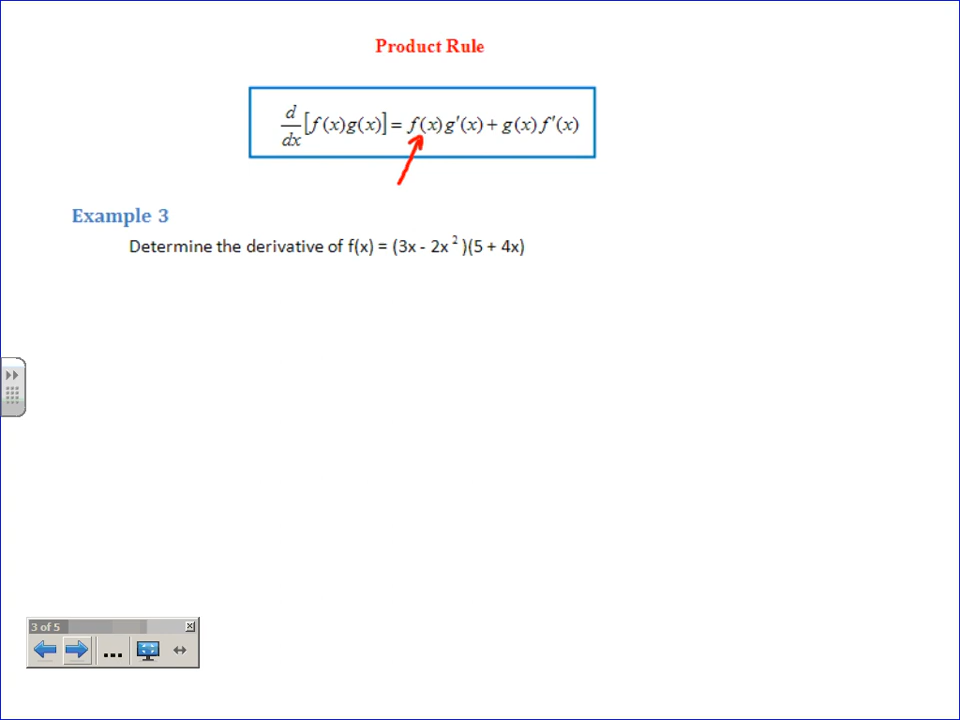 Product Rule
d/dx [f(x)g(x)] = f(x)g'(x) + g(x)f'(x)
Example 3
Determine the derivative of f(x) = (3x - 2x²)(5 + 4x)
3 of 5